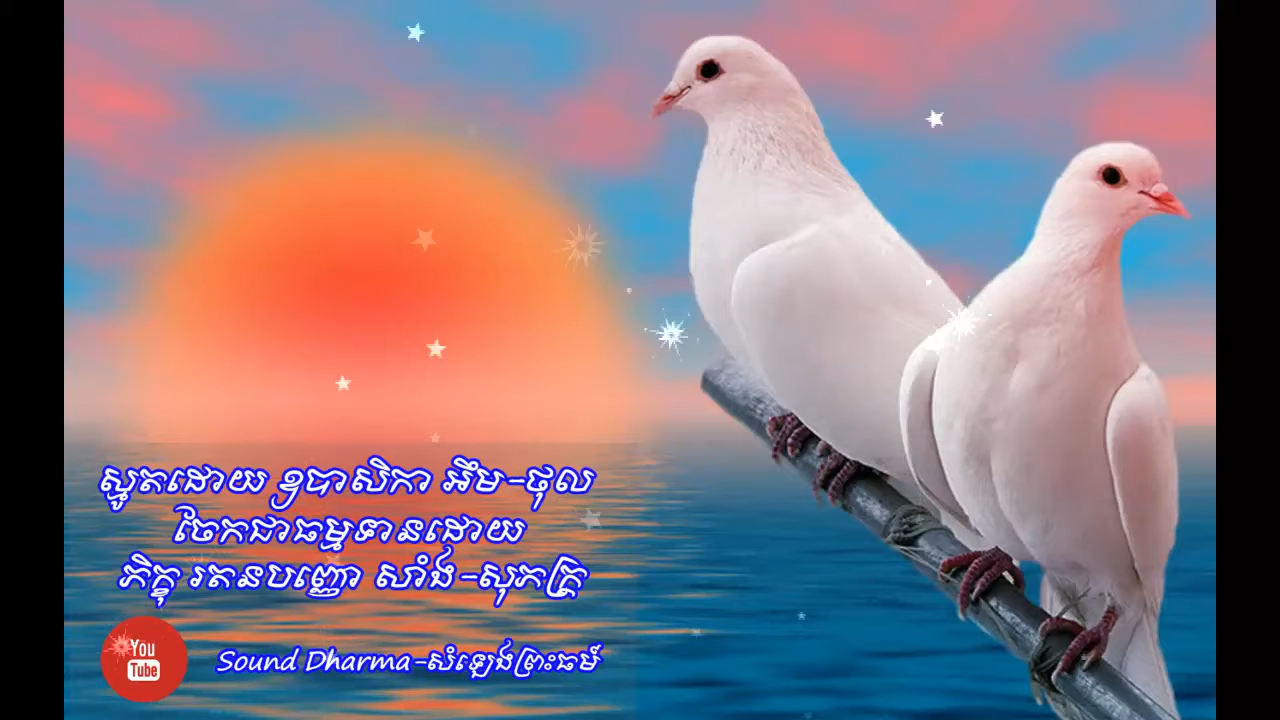 ស្មូតដោយ ឧបាសិកា អឹម-ថុល
ចែកជាធម្មទានដោយ
ភិក្ខុ រតនបញ្ញោ សាំង-សុភក្ត្រ
You
Tube
Sound Dharma-សំឡេងព្រះធម៌